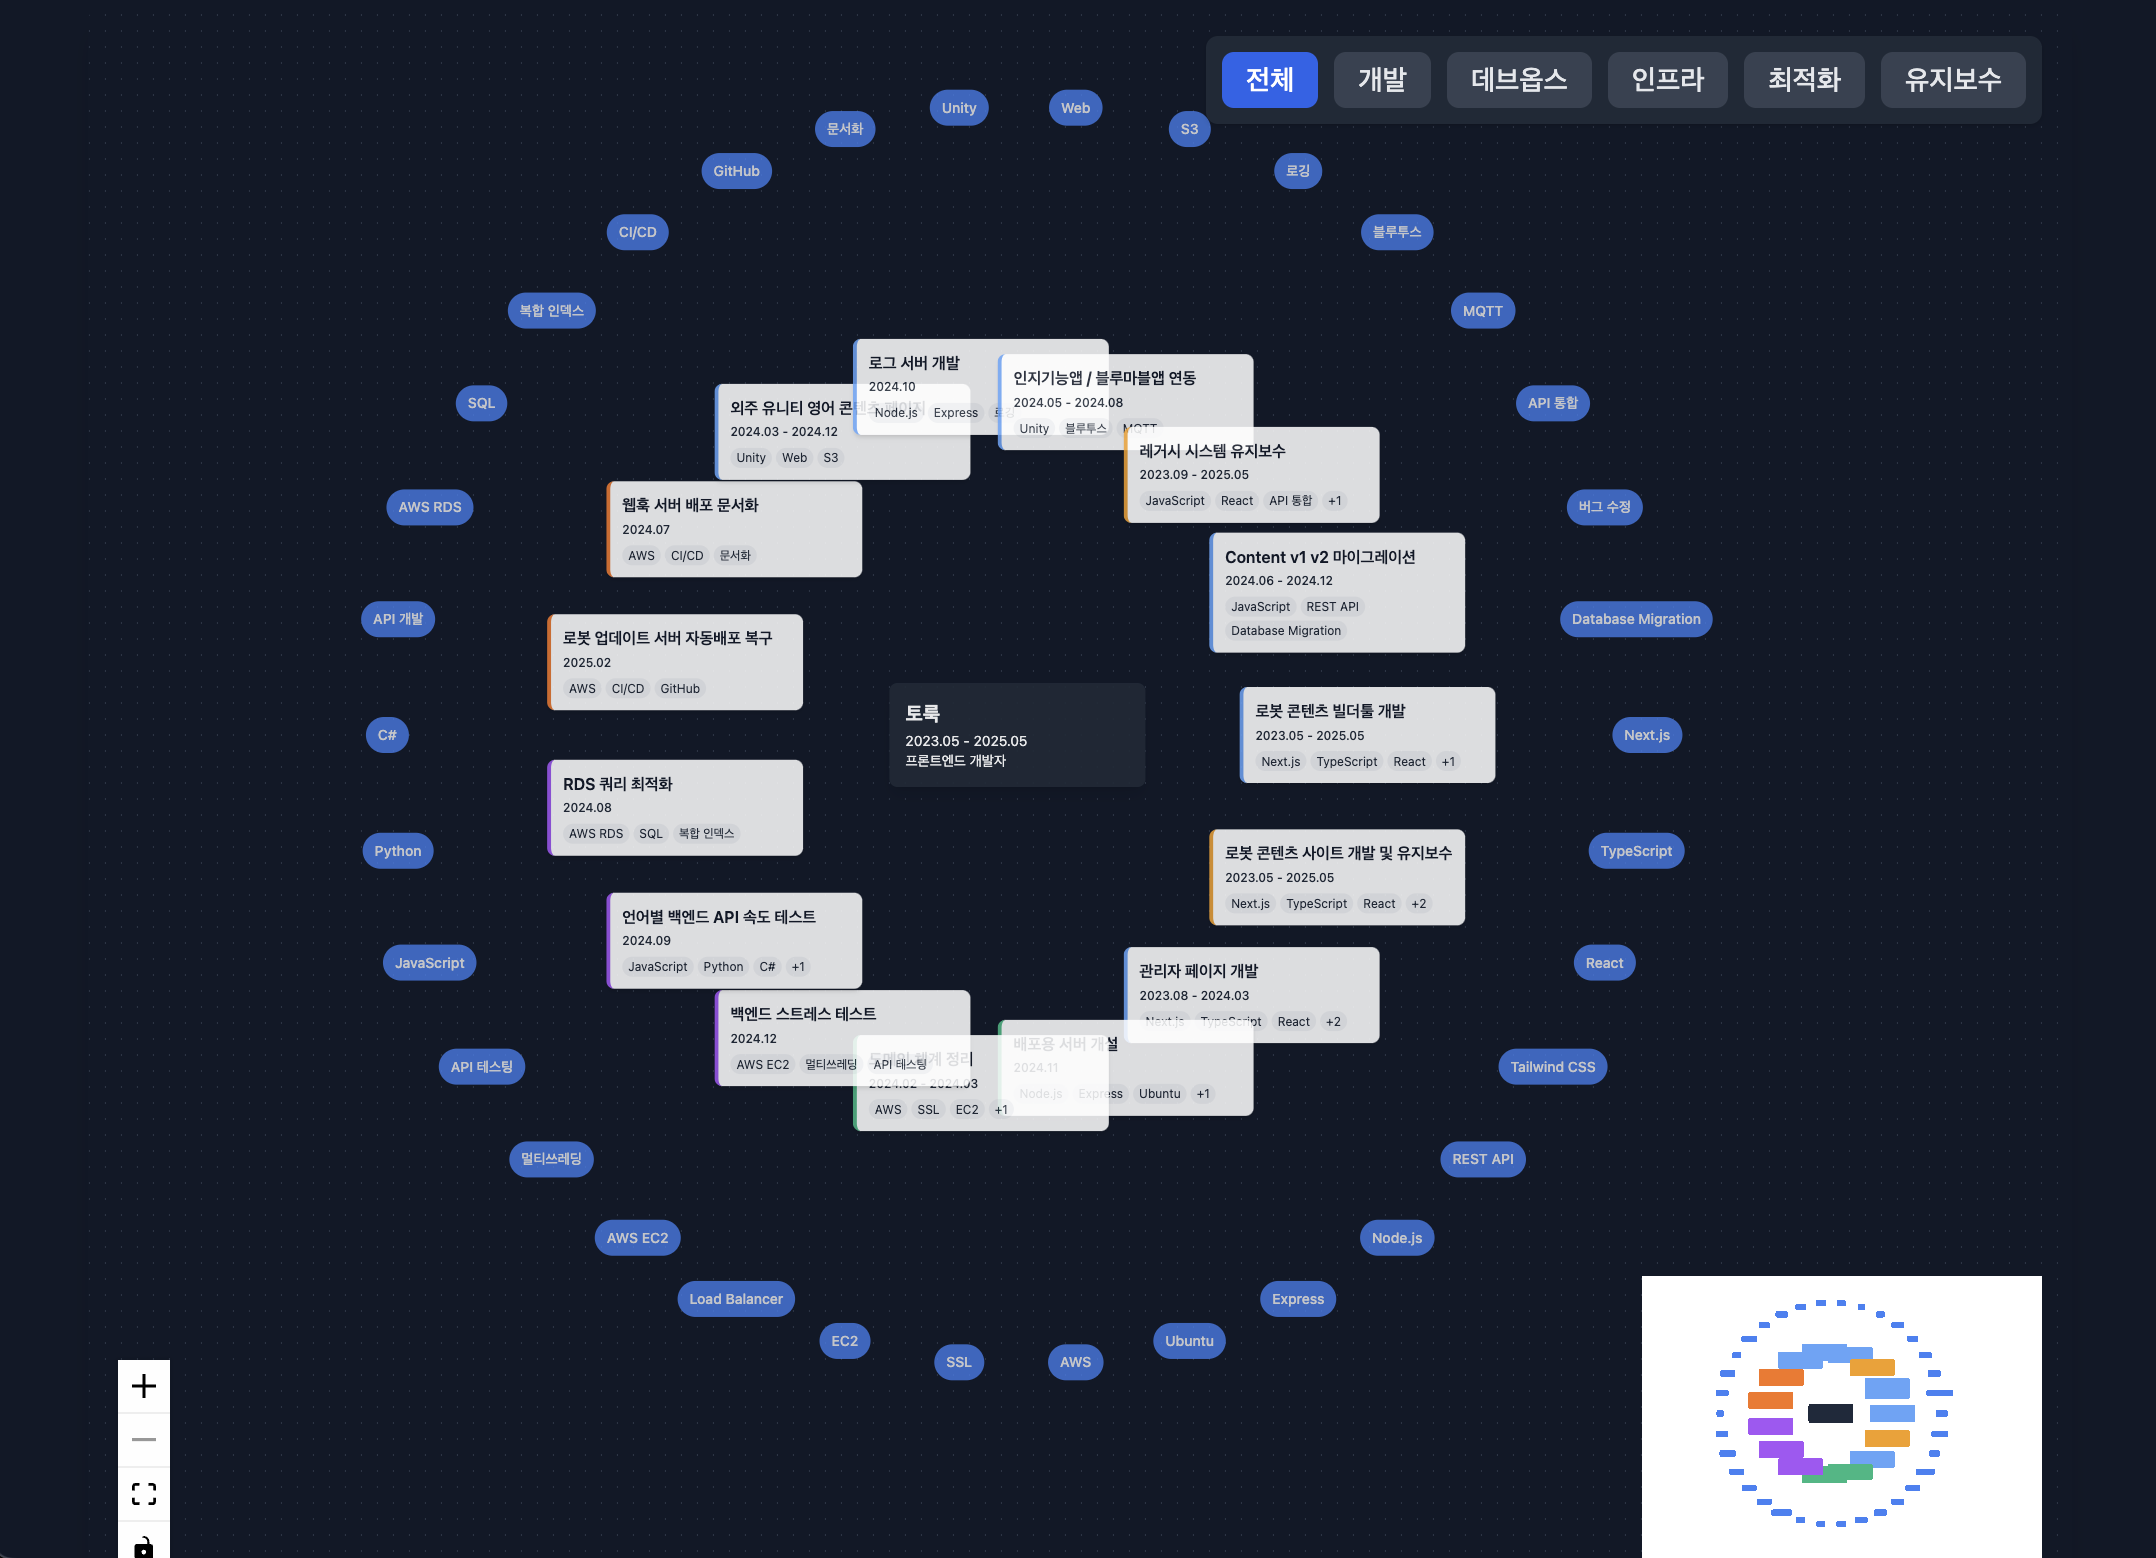 전체
개발
데브옵스
인프라
최적화
유지보수
Unity
Web
문서화
S3
GitHub
로깅
CI/CD
블루투스
복합 인덱스
MQTT
SQL
API 통합
AWS RDS
버그 수정
API 개발
Database Migration
C#
Next.js
Python
TypeScript
JavaScript
React
API 테스팅
Tailwind CSS
멀티쓰레딩
REST API
AWS EC2
Node.js
Load Balancer
Express
EC2
Ubuntu
SSL
AWS
로그 서버 개발
2024.10
Node.js Express 로깅
인지기능앱 / 블루마블앱 연동
2024.05 - 2024.08
Unity 블루투스 MQTT
외주 유니티 영어 콘텐츠 페이지
2024.03 - 2024.12
Unity Web S3
레거시 시스템 유지보수
2023.09 - 2025.05
JavaScript React API 통합 +1
웹훅 서버 배포 문서화
2024.07
AWS CI/CD 문서화
Content v1 v2 마이그레이션
2024.06 - 2024.12
JavaScript REST API
Database Migration
로봇 업데이트 서버 자동배포 복구
2025.02
AWS CI/CD GitHub
토룩
2023.05 - 2025.05
프론트엔드 개발자
로봇 콘텐츠 빌더툴 개발
2023.05 - 2025.05
Next.js TypeScript React +1
RDS 쿼리 최적화
2024.08
AWS RDS SQL 복합 인덱스
로봇 콘텐츠 사이트 개발 및 유지보수
2023.05 - 2025.05
Next.js TypeScript React +2
언어별 백엔드 API 속도 테스트
2024.09
JavaScript Python C# +1
관리자 페이지 개발
2023.08 - 2024.03
Next.js TypeScript React +2
백엔드 스트레스 테스트
2024.12
AWS EC2 멀티쓰레딩 API 테스팅
도메인 체계 정리
2024.02 - 2024.03
AWS SSL EC2 +1
배포용 서버 개설
2024.11
Node.js Express Ubuntu +1